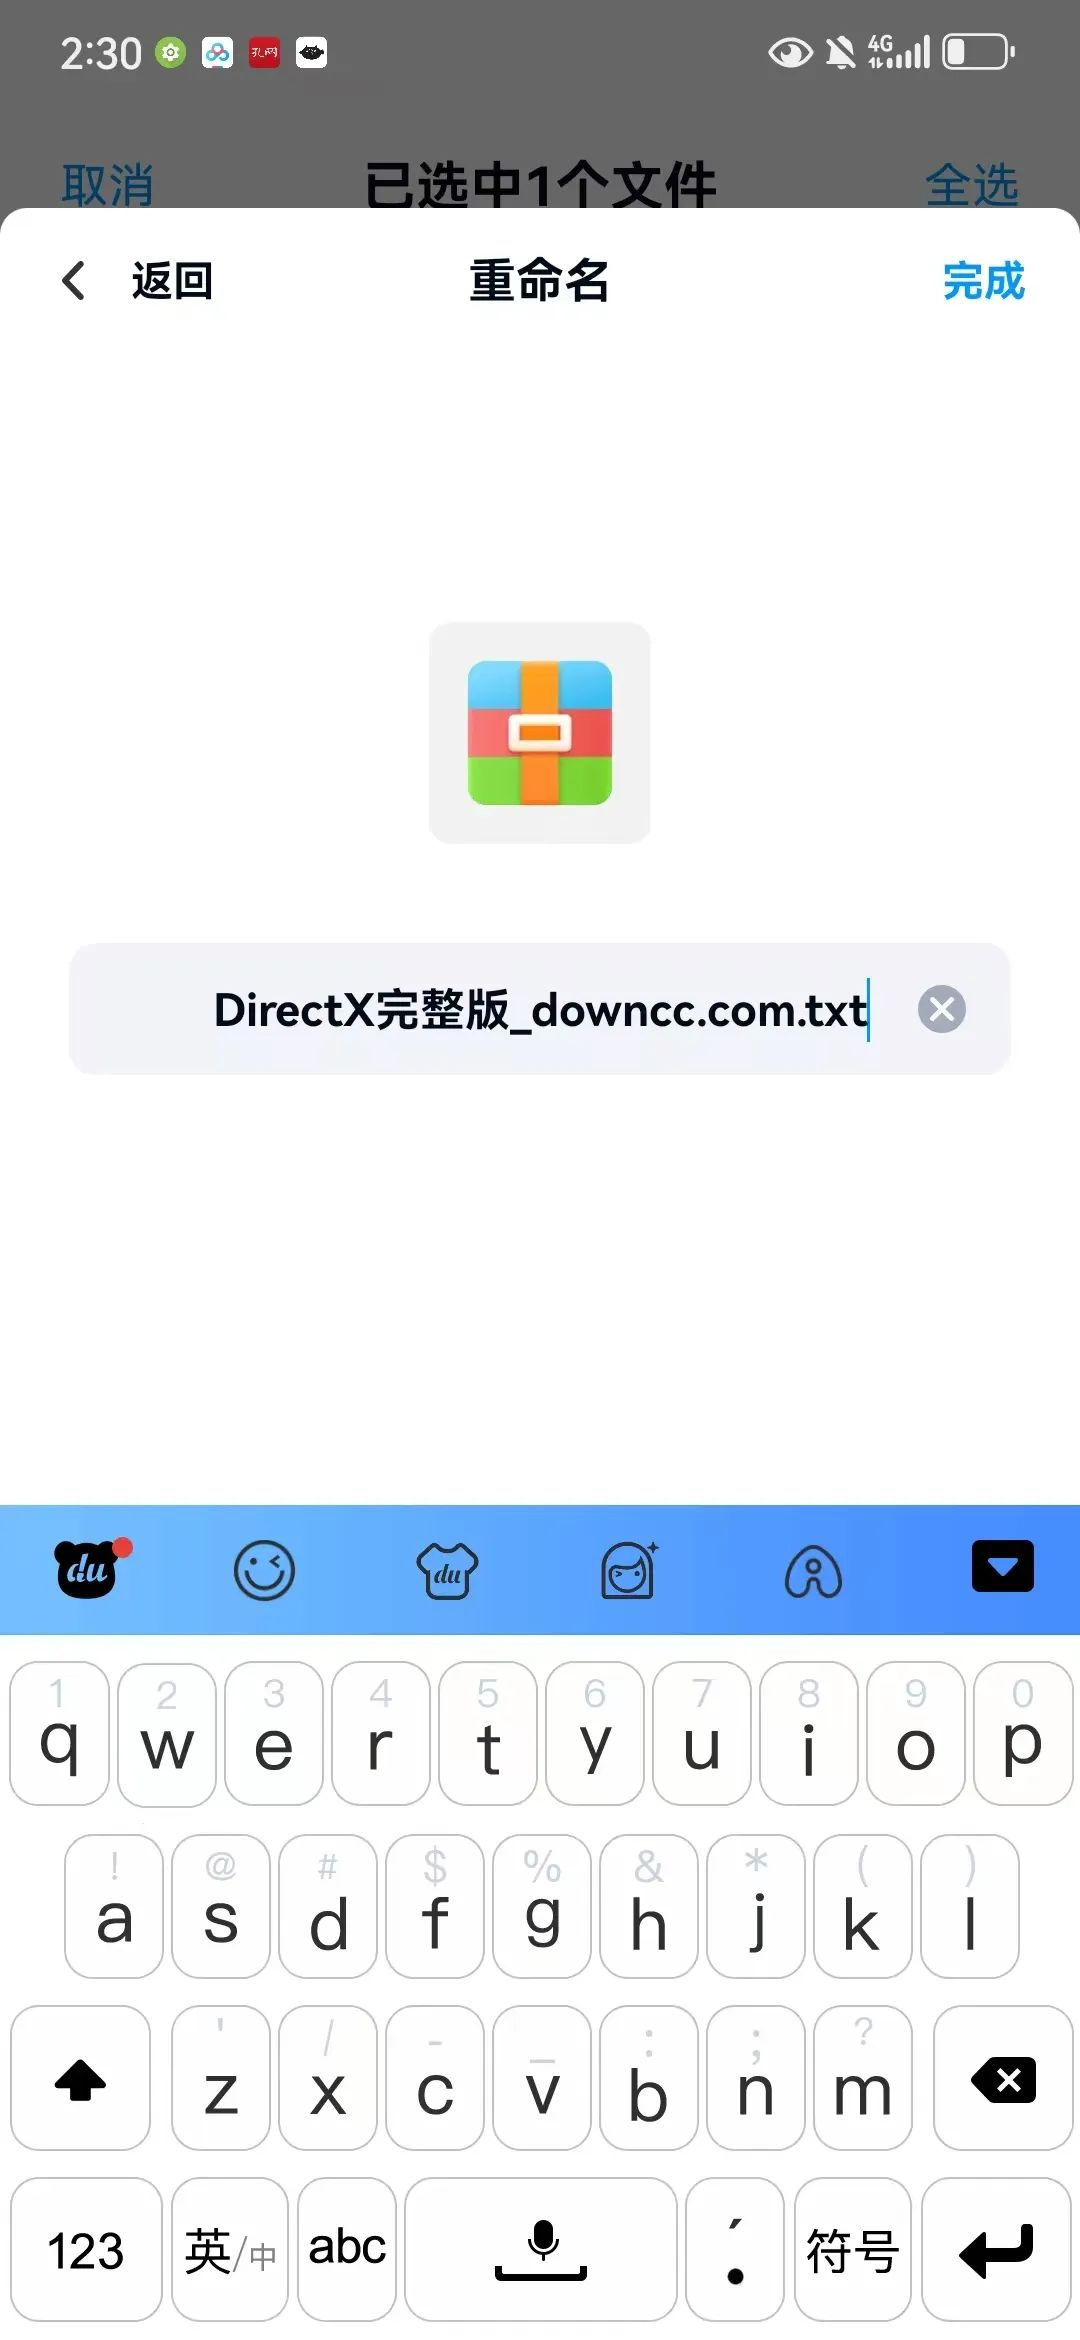 2:30 孔网 4G
取消 已选中1个文件 全选
返回 重命名 完成
DirectX完整版_downcc.com.txt
du du
1 2 3 4 5 6 7 8 9 0
q w e r t y u i o p
! @ # $ % & * ( )
a s d f g h j k l
' / - _ : ; ?
z x c v b n m
123 英/中 abc ´ . 符号